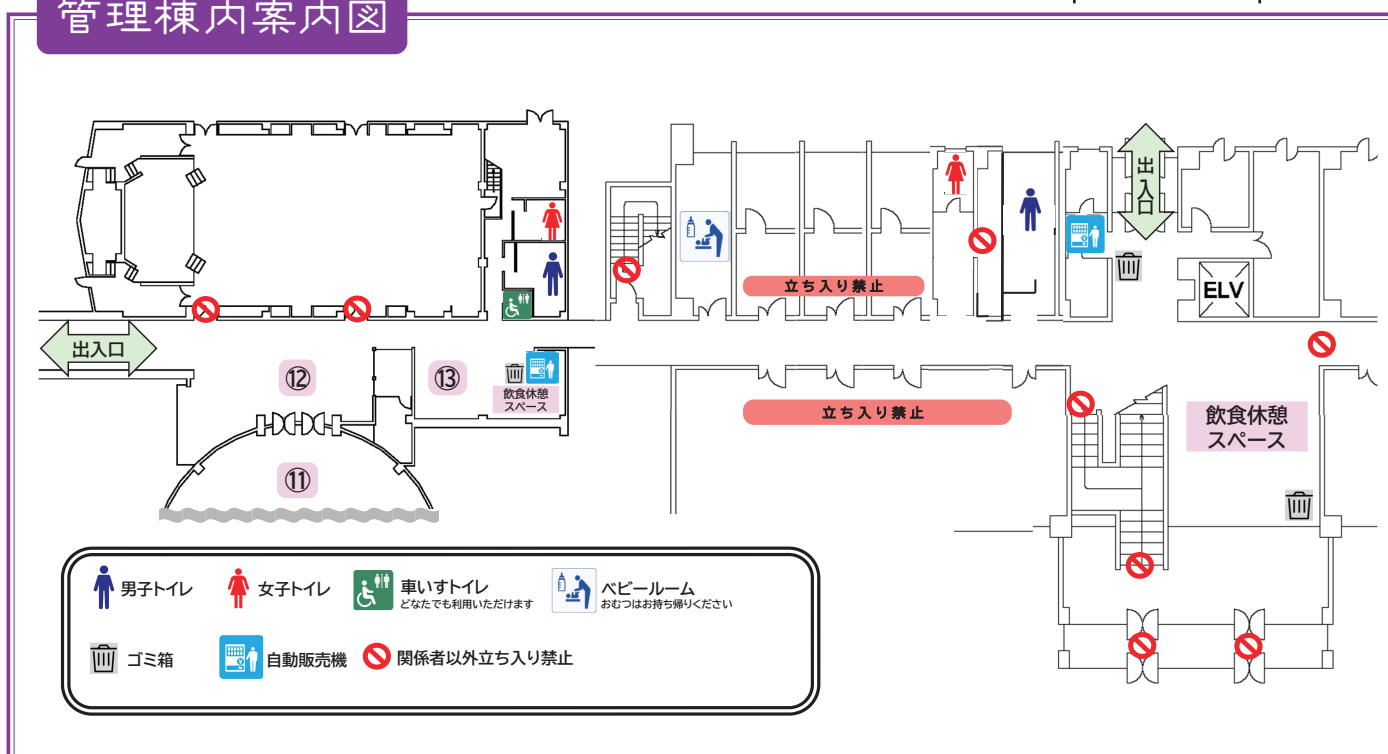 管理棟内案内図
出入口
立ち入り禁止
ELV
出入口
⑫
⑬
飲食休憩
スペース
立ち入り禁止
飲食休憩
スペース
⑪
男子トイレ
女子トイレ
車いすトイレ
どなたでも利用いただけます
ベビールーム
おむつはお持ち帰りください
ゴミ箱
自動販売機
関係者以外立ち入り禁止